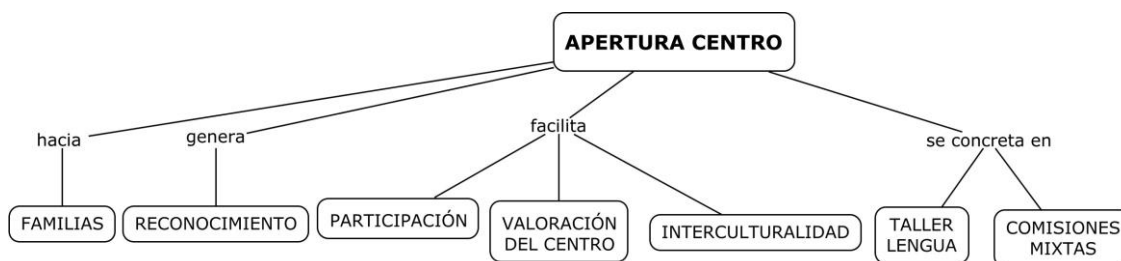 APERTURA CENTRO
hacia
genera
facilita
se concreta en
FAMILIAS
RECONOCIMIENTO
PARTICIPACIÓN
VALORACIÓN
DEL CENTRO
INTERCULTURALIDAD
TALLER
LENGUA
COMISIONES
MIXTAS